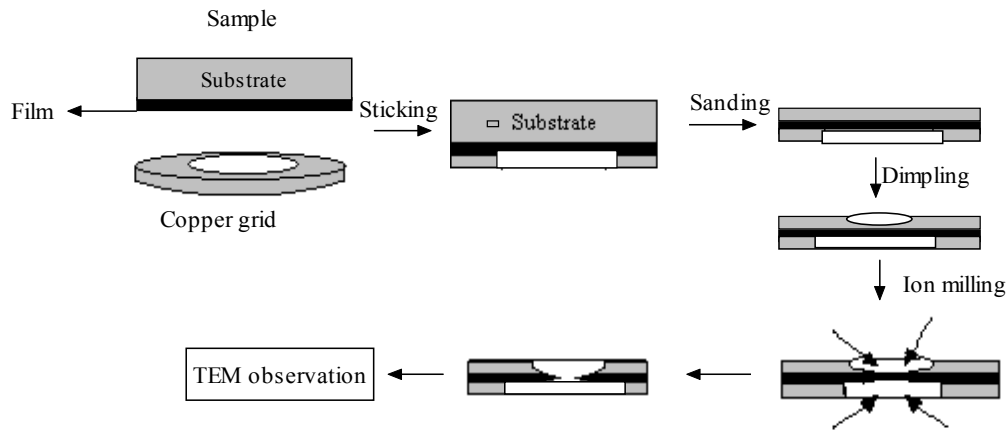 Sample
Substrate
Film
Sticking
Substrate
Sanding
Copper grid
Dimpling
Ion milling
TEM observation